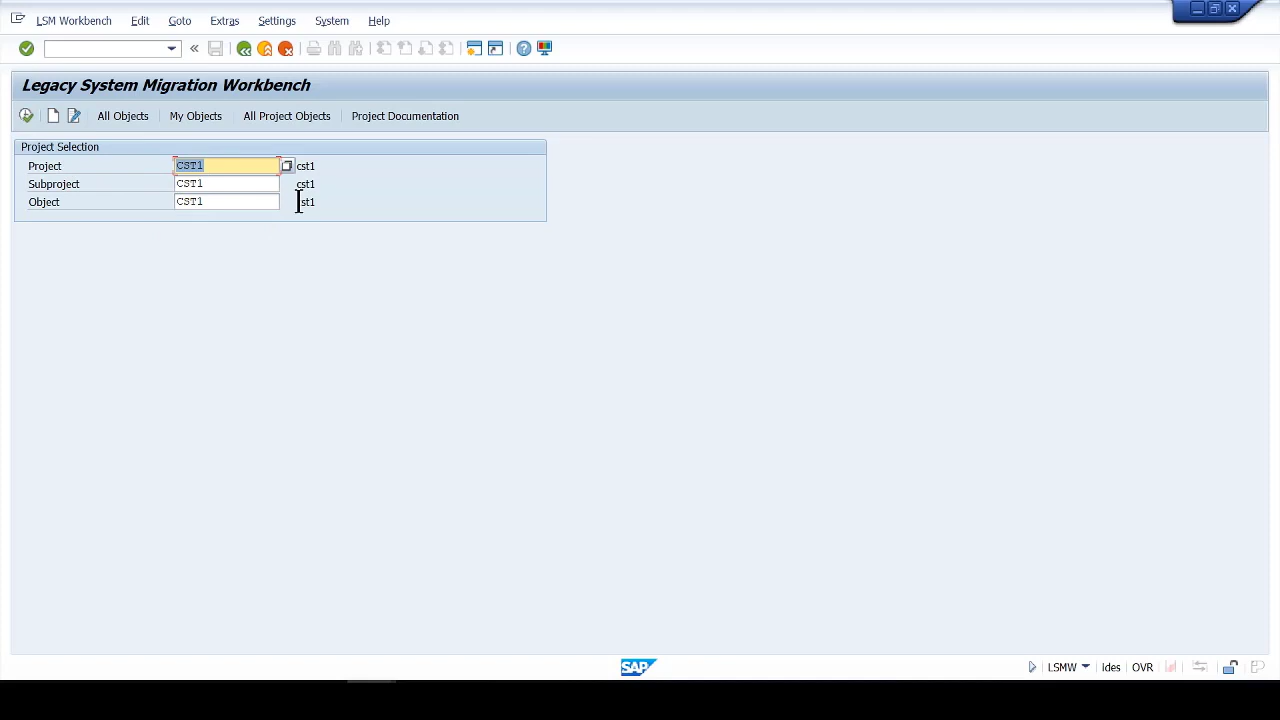 LSM Workbench Edit Goto Extras Settings System Help
Legacy System Migration Workbench
All Objects My Objects All Project Objects Project Documentation
Project Selection
Project CST1 cst1
Subproject CST1 cst1
Object CST1 st1
SAP LSMW Ides OVR